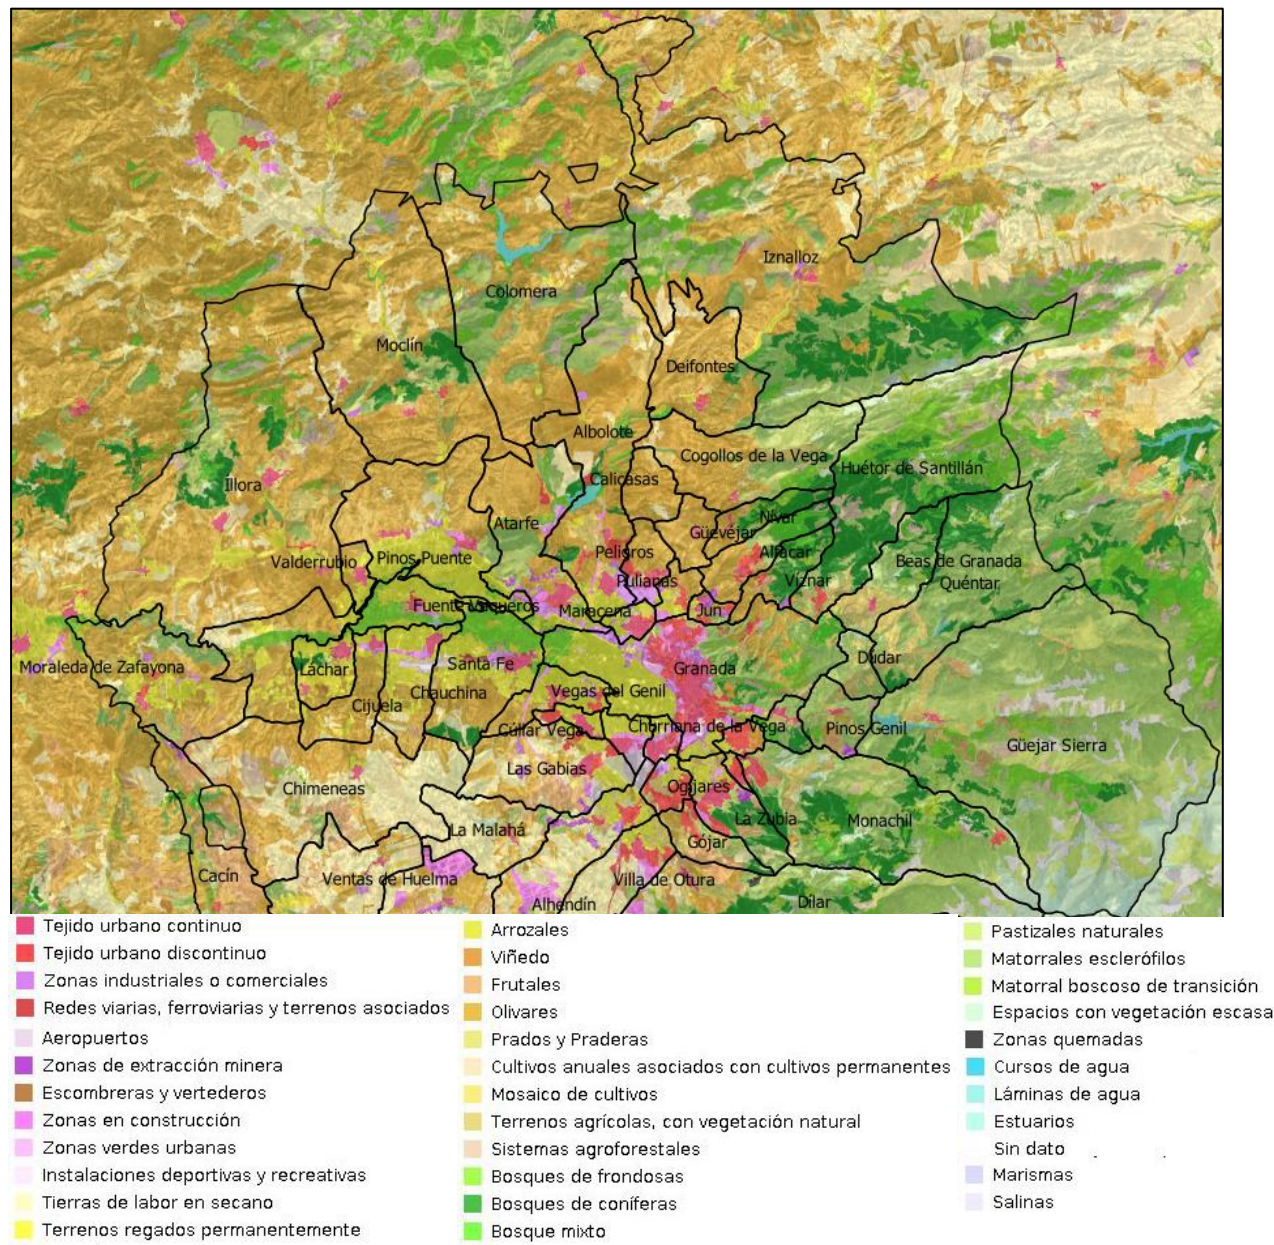 Iznalloz
Colomera
Moclín
Deifontes
Albolote
Cogollos de la Vega
Huétor de Santillán
Calicasas
Illora
Nívar
Atarfe
Güevéjar
Peligros
Alfacar
Pinos Puente
Valderrubio
Beas de Granada
Pulianas
Víznar
Quéntar
Fuente Vaqueros
Maracena
Jun
Moraleda de Zafayona
Láchar
Santa Fe
Granada
Dúdar
Chauchina
Vegas del Genil
Cijuela
Cúllar Vega
Churriana de la Vega
Pinos Genil
Güejar Sierra
Las Gabias
Chimeneas
Ogíjares
La Malahá
La Zubia
Monachil
Gójar
Cacín
Ventas de Huelma
Villa de Otura
Alhendín
Dílar
Tejido urbano continuo
Tejido urbano discontinuo
Zonas industriales o comerciales
Redes viarias, ferroviarias y terrenos asociados
Aeropuertos
Zonas de extracción minera
Escombreras y vertederos
Zonas en construcción
Zonas verdes urbanas
Instalaciones deportivas y recreativas
Tierras de labor en secano
Terrenos regados permanentemente
Arrozales
Viñedo
Frutales
Olivares
Prados y Praderas
Cultivos anuales asociados con cultivos permanentes
Mosaico de cultivos
Terrenos agrícolas, con vegetación natural
Sistemas agroforestales
Bosques de frondosas
Bosques de coníferas
Bosque mixto
Pastizales naturales
Matorrales esclerófilos
Matorral boscoso de transición
Espacios con vegetación escasa
Zonas quemadas
Cursos de agua
Láminas de agua
Estuarios
Sin dato
Marismas
Salinas